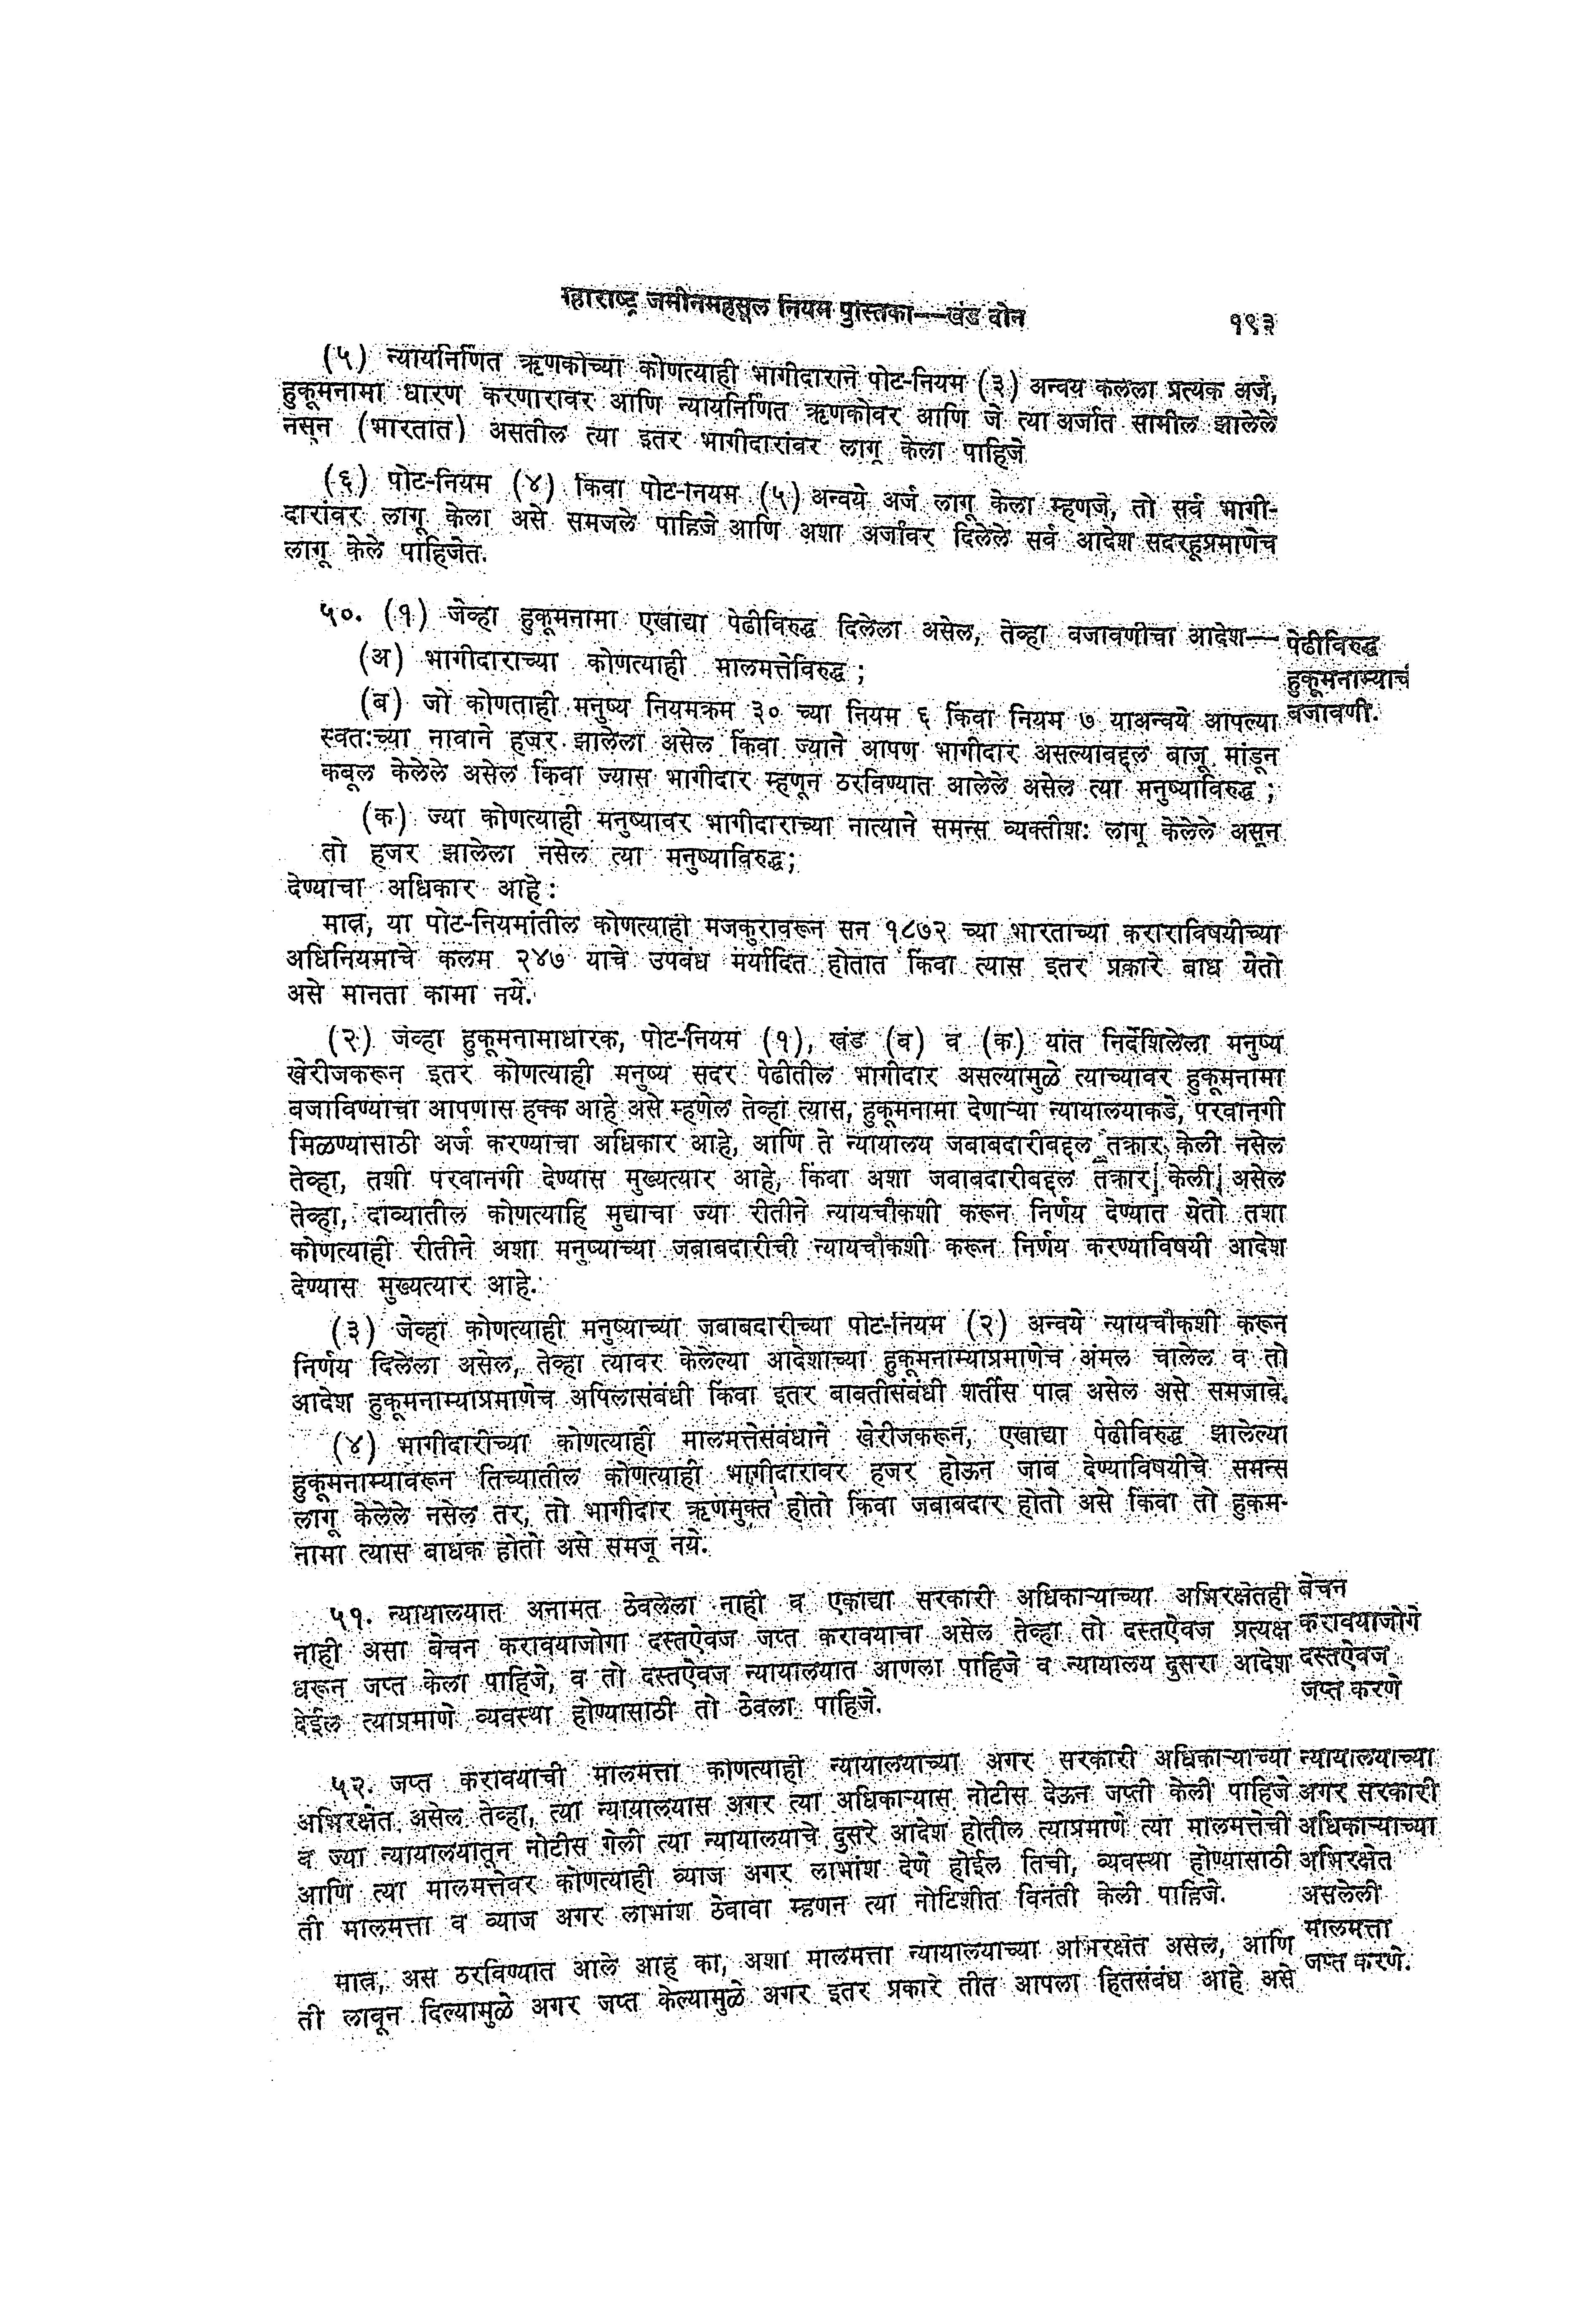 महाराष्ट्र जमीनमहसूल नियम पुस्तिका——खंड दोन
१९३
(५) न्यायनिर्णित ऋणकोच्या कोणत्याही भागीदाराने पोट-नियम (३) अन्वये केलेला प्रत्येक अर्ज,
हुकूमनामा धारण करणारावर आणि न्यायनिर्णित ऋणकोवर आणि जे त्या अर्जात सामील झालेले
नसून (भारतात) असतील त्या इतर भागीदारांवर लागू केला पाहिजे
(६) पोट-नियम (४) किंवा पोट-नियम (५) अन्वये अर्ज लागू केला म्हणजे, तो सर्व भागी-
दारांवर लागू केला असे समजले पाहिजे आणि अशा अर्जावर दिलेले सर्व आदेश सदरहूप्रमाणेच
लागू केले पाहिजेत.
५०. (१) जेव्हा हुकूमनामा एखाद्या पेढीविरुद्ध दिलेला असेल, तेव्हा बजावणीचा आदेश—
पेढीविरुद्ध
हुकूमनाम्याची
बजावणी.
(अ) भागीदाराच्या कोणत्याही मालमत्तेविरुद्ध ;
(ब) जो कोणताही मनुष्य नियमक्रम ३० च्या नियम ६ किंवा नियम ७ याअन्वये आपल्या
स्वतःच्या नावाने हजर झालेला असेल किंवा ज्याने आपण भागीदार असल्याबद्दल बाजू मांडून
कबूल केलेले असेल किंवा ज्यास भागीदार म्हणून ठरविण्यात आलेले असेल त्या मनुष्याविरुद्ध ;
(क) ज्या कोणत्याही मनुष्यावर भागीदाराच्या नात्याने समन्स व्यक्तीशः लागू केलेले असून
तो हजर झालेला नसेल त्या मनुष्याविरुद्ध;
देण्याचा अधिकार आहे :
मात्र, या पोट-नियमांतील कोणत्याही मजकुरावरून सन १८७२ च्या भारताच्या कराराविषयीच्या
अधिनियमाचे कलम २४७ याचे उपबंध मर्यादित होतात किंवा त्यास इतर प्रकारे बाध येतो
असे मानता कामा नये.
(२) जेव्हा हुकूमनामाधारक, पोट-नियम (१), खंड (ब) व (क) यांत निर्देशिलेला मनुष्य
खेरीजकरून इतर कोणत्याही मनुष्य सदर पेढीतील भागीदार असल्यामुळे त्याच्यावर हुकूमनामा
बजाविण्याचा आपणास हक्क आहे असे म्हणेल तेव्हा त्यास, हुकूमनामा देणाऱ्या न्यायालयाकडे, परवानगी
मिळण्यासाठी अर्ज करण्याचा अधिकार आहे, आणि ते न्यायालय जबाबदारीबद्दल तक्रार केली नसेल
तेव्हा, तशी परवानगी देण्यास मुख्यत्यार आहे, किंवा अशा जबाबदारीबद्दल तक्रार केली असेल
तेव्हा, दाव्यातील कोणत्याहि मुद्याचा ज्या रीतीने न्यायचौकशी करून निर्णय देण्यात येतो तशा
कोणत्याही रीतीने अशा मनुष्याच्या जबाबदारीची न्यायचौकशी करून निर्णय करण्याविषयी आदेश
देण्यास मुख्यत्यार आहे.
(३) जेव्हां कोणत्याही मनुष्याच्या जबाबदारीच्या पोट-नियम (२) अन्वये न्यायचौकशी करून
निर्णय दिलेला असेल, तेव्हा त्यावर केलेल्या आदेशाच्या हुकूमनाम्याप्रमाणेच अंमल चालेल व तो
आदेश हुकूमनाम्याप्रमाणेच अपिलासंबंधी किंवा इतर बाबतीसंबंधी शर्तीस पात्र असेल असे समजावे.
(४) भागीदारीच्या कोणत्याही मालमत्तेसंबंधाने खेरीजकरून, एखाद्या पेढीविरुद्ध झालेल्या
हुकूमनाम्यावरून तिच्यातील कोणत्याही भागीदारावर हजर होऊन जाब देण्याविषयीचे समन्स
लागू केलेले नसेल तर, तो भागीदार ऋणमुक्त होतो किंवा जबाबदार होतो असे किंवा तो हुकम-
नामा त्यास बाधक होतो असे समजू नये.
५१. न्यायालयात अनामत ठेवलेला नाही व एकाद्या सरकारी अधिकाऱ्याच्या अभिरक्षेतही
नाही असा बेचन करावयाजोगा दस्तऐवज जप्त करावयाचा असेल तेव्हा तो दस्तऐवज प्रत्यक्ष
धरून जप्त केला पाहिजे, व तो दस्तऐवज न्यायालयात आणला पाहिजे व न्यायालय दुसरा आदेश
देईल त्याप्रमाणे व्यवस्था होण्यासाठी तो ठेवला पाहिजे.
बेचन
करावयाजोगे
दस्तऐवज
जप्त करणे
५२. जप्त करावयाची मालमत्ता कोणत्याही न्यायालयाच्या अगर सरकारी अधिकाऱ्याच्या
अभिरक्षेत असेल तेव्हा, त्या न्यायालयास अगर त्या अधिकाऱ्यास नोटीस देऊन जप्ती केली पाहिजे
व ज्या न्यायालयातून नोटीस गेली त्या न्यायालयाचे दुसरे आदेश होतील त्याप्रमाणे त्या मालमत्तेची
आणि त्या मालमत्तेवर कोणत्याही व्याज अगर लाभांश देणे होईल तिची, व्यवस्था होण्यासाठी
ती मालमत्ता व व्याज अगर लाभांश ठेवावा म्हणन त्या नोटिशीत विनंती केली पाहिजे.
न्यायालयाच्या
अगर सरकारी
अधिकाऱ्याच्या
अभिरक्षेत
असलेली
मालमत्ता
जप्त करणे.
मात्र, असे ठरविण्यात आले आहे का, अशा मालमत्ता न्यायालयाच्या अभिरक्षेत असेल, आणि
ती लावून दिल्यामुळे अगर जप्त केल्यामुळे अगर इतर प्रकारे तीत आपला हितसंबंध आहे असे